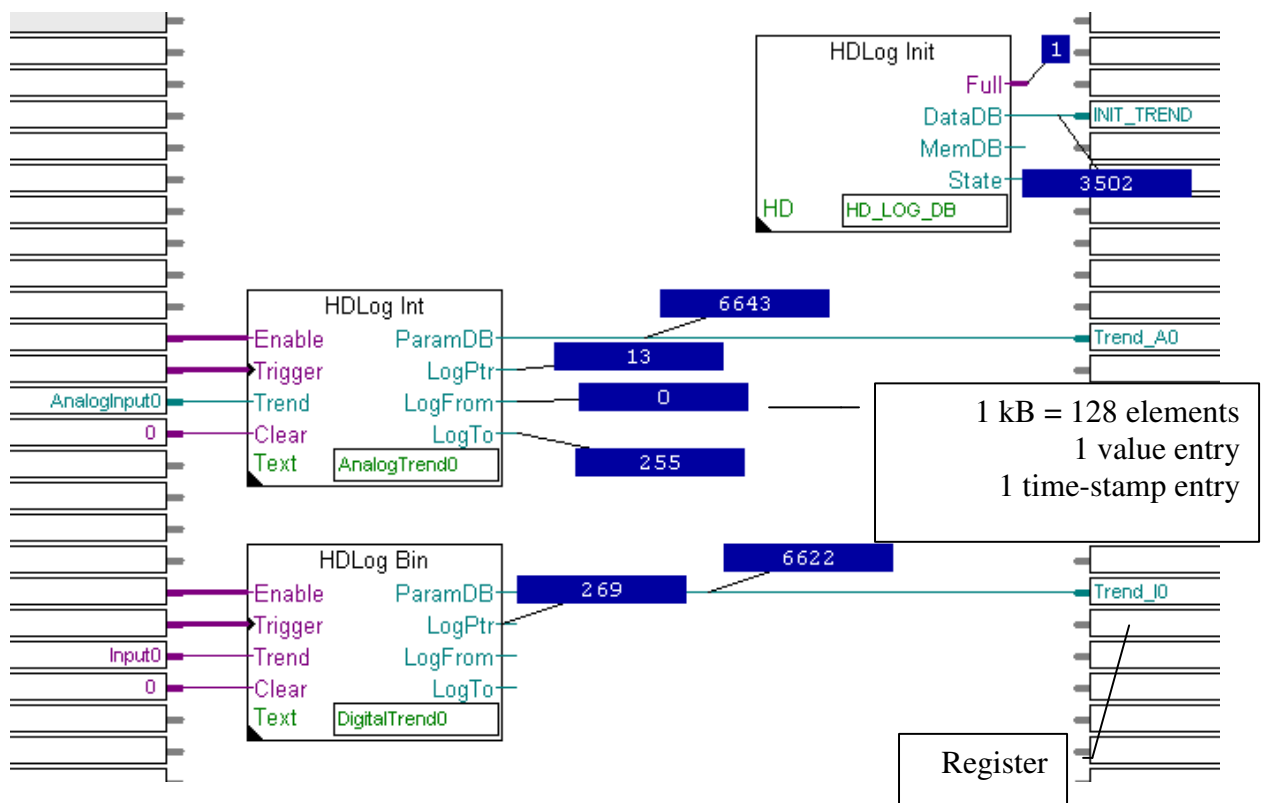 HDLog Init
1
Full
DataDB
INIT_TREND
MemDB
State
3502
HD
HD_LOG_DB
HDLog Int
6643
Enable
ParamDB
Trend_A0
Trigger
LogPtr
13
AnalogInput0
Trend
LogFrom
0
0
Clear
LogTo
255
Text
AnalogTrend0
1 kB = 128 elements
1 value entry
1 time-stamp entry
HDLog Bin
6622
Enable
ParamDB
269
Trend_I0
Trigger
LogPtr
Input0
Trend
LogFrom
0
Clear
LogTo
Text
DigitalTrend0
Register